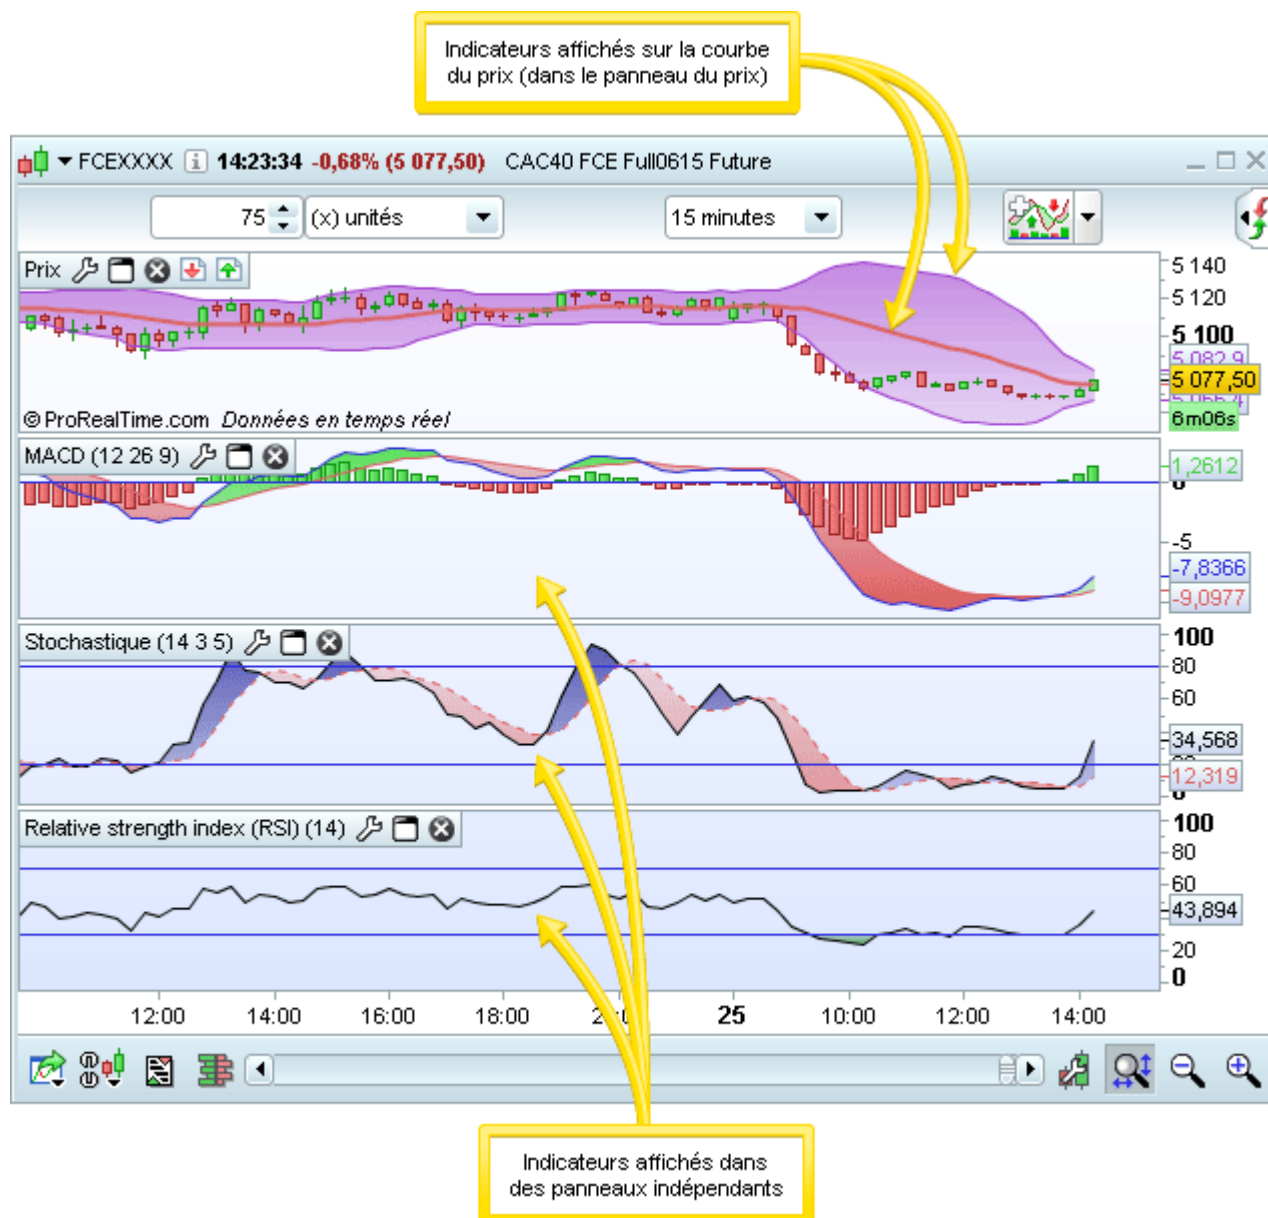 Indicateurs affichés sur la courbe
du prix (dans le panneau du prix)
FCEXXXX 14:23:34 -0,68% (5 077,50) CAC40 FCE Full0615 Future
75 (x) unités 15 minutes
Prix
5 140
5 120
5 100
5 082,9
5 077,50
5 066,4
6m06s
© ProRealTime.com Données en temps réel
MACD (12 26 9)
1,2612
0
-5
-7,8366
-9,0977
Stochastique (14 3 5)
100
80
60
34,568
12,319
0
Relative strength index (RSI) (14)
100
80
60
43,894
20
0
12:00 14:00 16:00 18:00 25 10:00 12:00 14:00
Indicateurs affichés dans
des panneaux indépendants